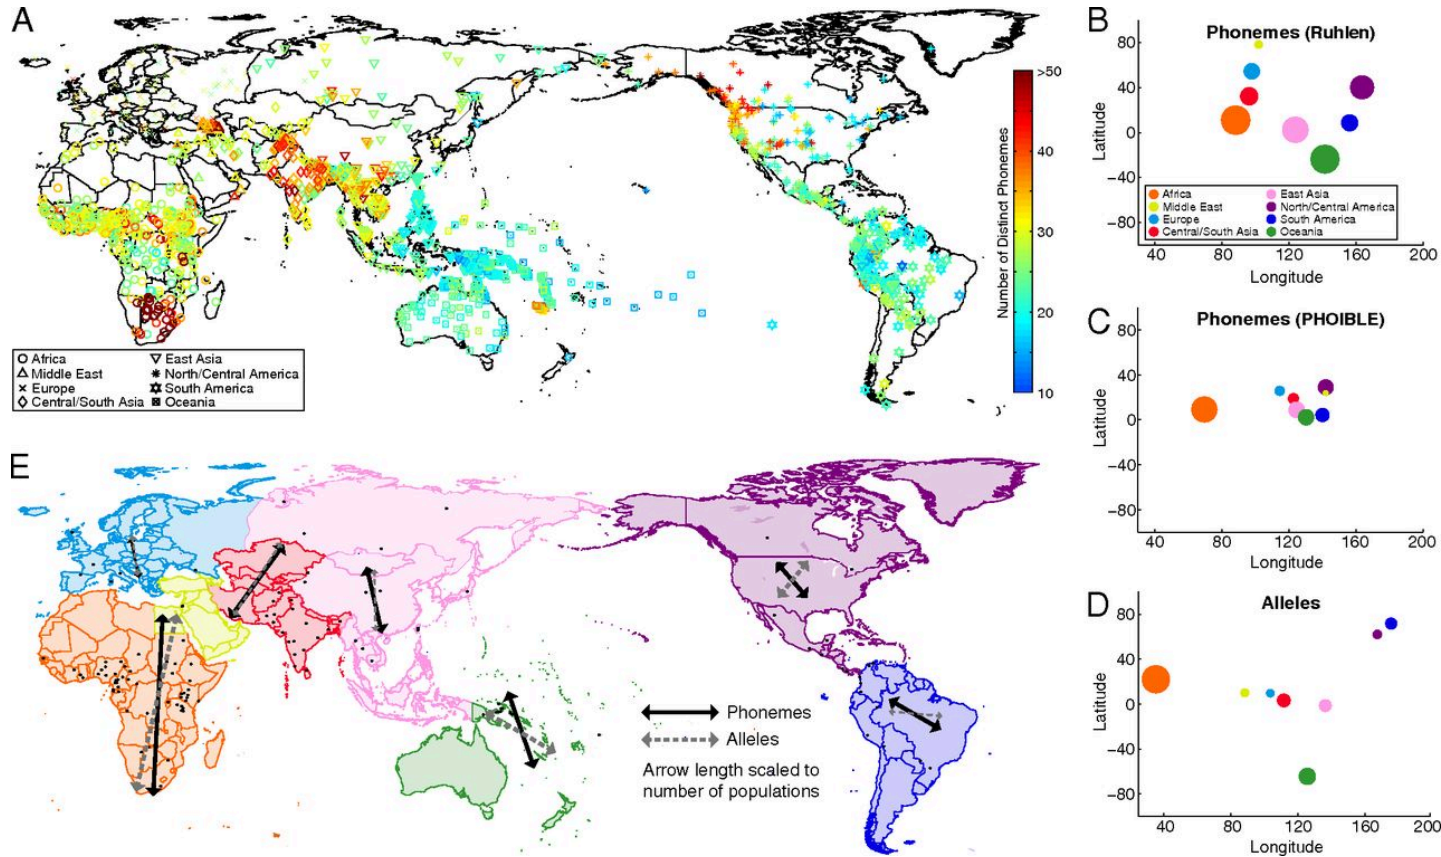 A
Number of Distinct Phonemes
>50
40
30
20
10
Africa
Middle East
Europe
Central/South Asia
East Asia
North/Central America
South America
Oceania
B
Phonemes (Ruhlen)
Latitude
80
40
0
−40
−80
Africa
Middle East
Europe
Central/South Asia
East Asia
North/Central America
South America
Oceania
40 80 120 160 200
Longitude
C
Phonemes (PHOIBLE)
Latitude
80
40
0
−40
−80
40 80 120 160 200
Longitude
D
Alleles
Latitude
80
40
0
−40
−80
40 80 120 160 200
Longitude
E
Phonemes
Alleles
Arrow length scaled to
number of populations